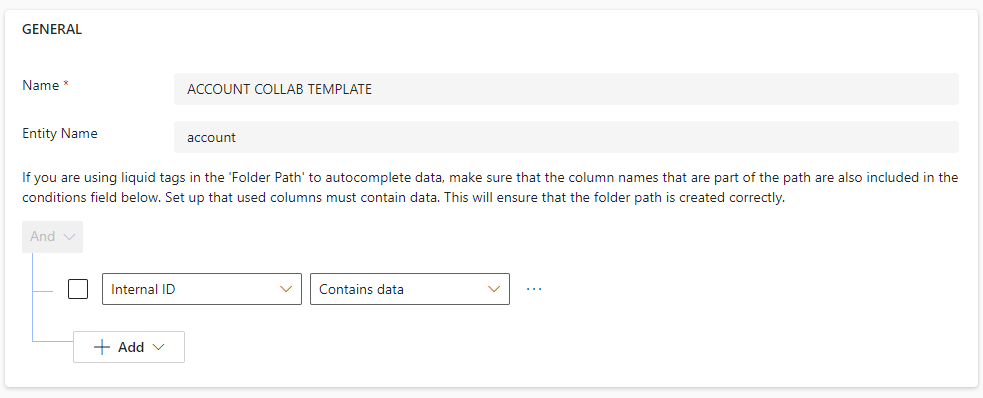 GENERAL
Name *
ACCOUNT COLLAB TEMPLATE
Entity Name
account
If you are using liquid tags in the 'Folder Path' to autocomplete data, make sure that the column names that are part of the path are also included in the
conditions field below. Set up that used columns must contain data. This will ensure that the folder path is created correctly.
And
Internal ID
Contains data
...
Add